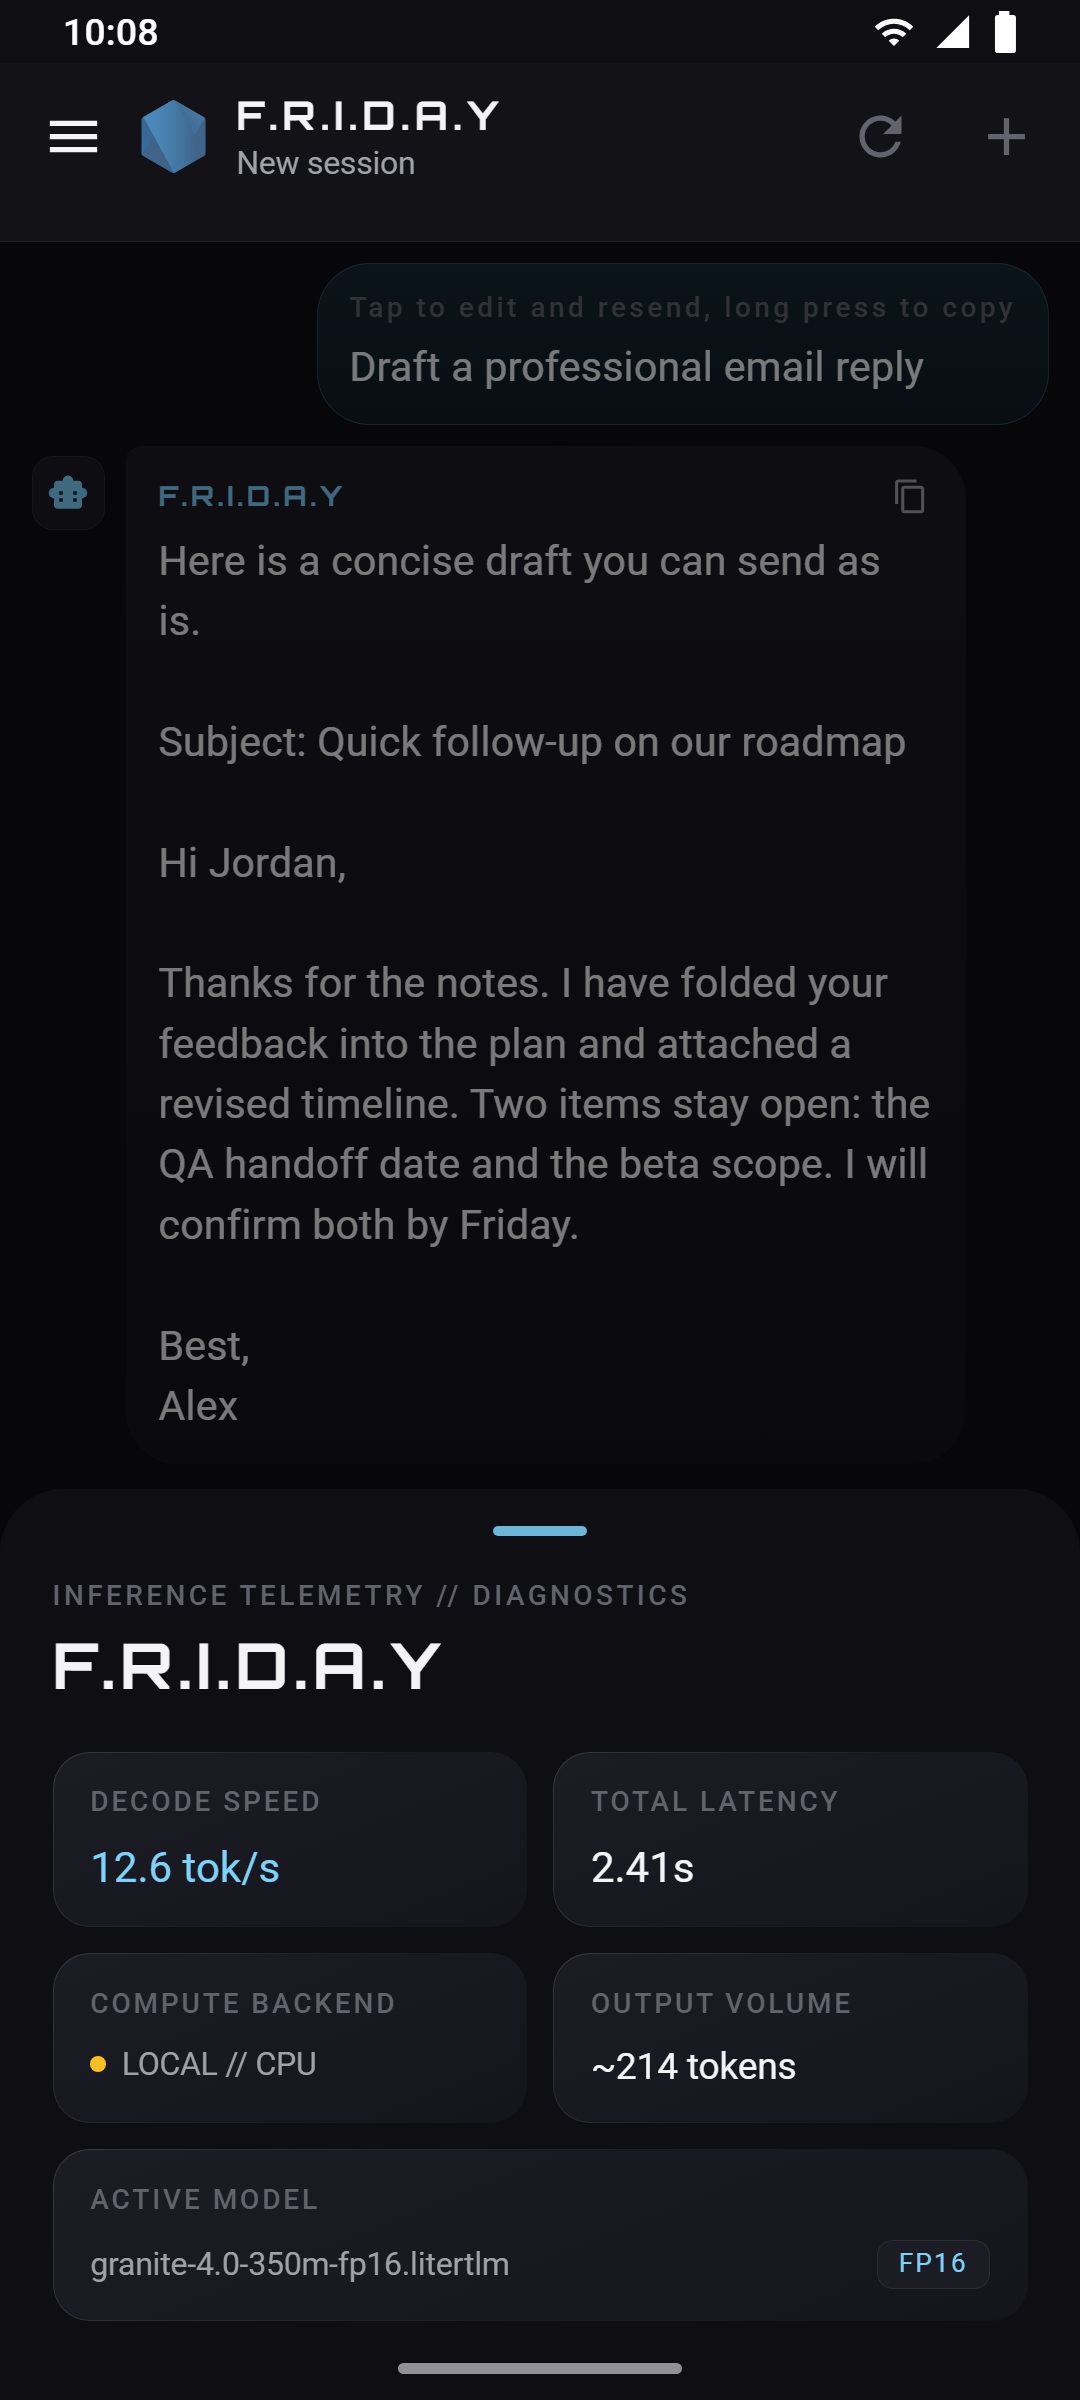 10:08
F.R.I.D.A.Y
New session
Tap to edit and resend, long press to copy
Draft a professional email reply
F.R.I.D.A.Y
Here is a concise draft you can send as
is.
Subject: Quick follow-up on our roadmap
Hi Jordan,
Thanks for the notes. I have folded your
feedback into the plan and attached a
revised timeline. Two items stay open: the
QA handoff date and the beta scope. I will
confirm both by Friday.
Best,
Alex
INFERENCE TELEMETRY // DIAGNOSTICS
F.R.I.D.A.Y
DECODE SPEED
12.6 tok/s
TOTAL LATENCY
2.41s
COMPUTE BACKEND
LOCAL // CPU
OUTPUT VOLUME
~214 tokens
ACTIVE MODEL
granite-4.0-350m-fp16.litertlm
FP16